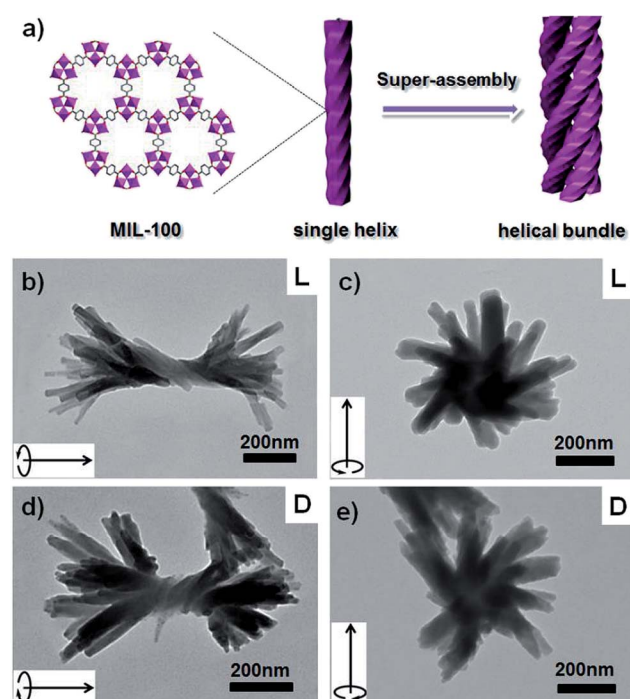 a)
Super-assembly
MIL-100
single helix
helical bundle
b)
L
200nm
c)
L
200nm
d)
D
200nm
e)
D
200nm